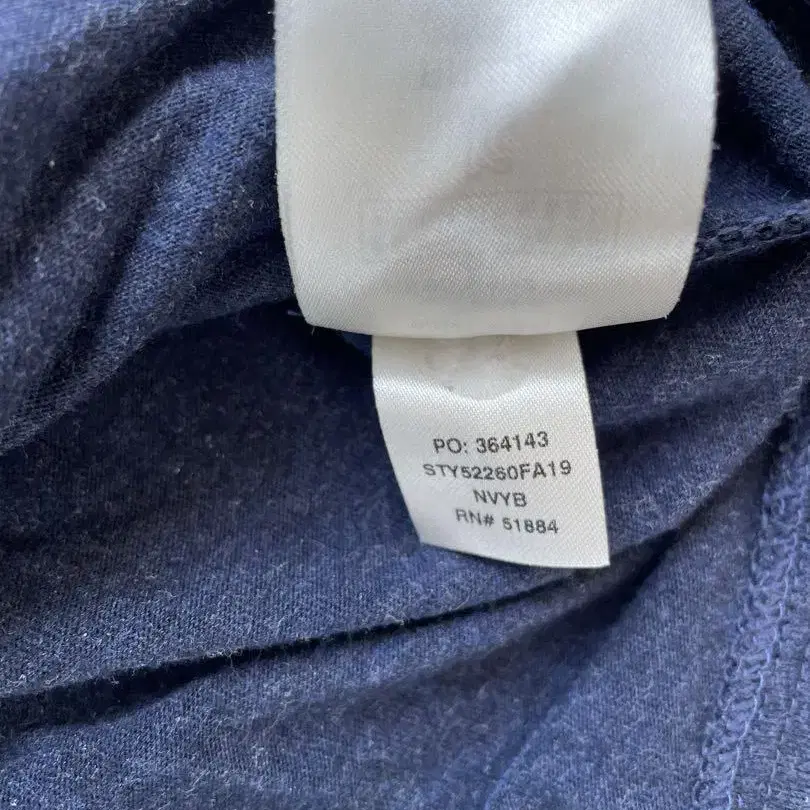 PO: 364143
STY52260FA19
NVYB
RN# 51884